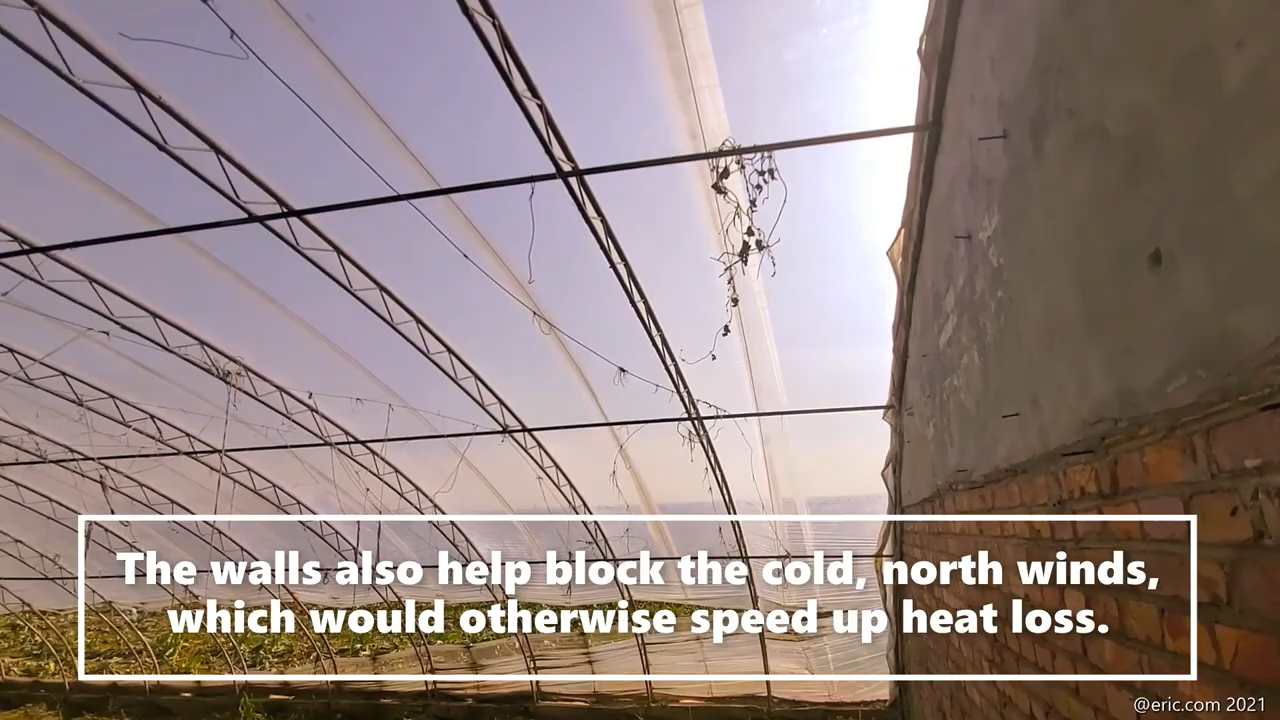 The walls also help block the cold, north winds,
which would otherwise speed up heat loss.
@eric.com 2021